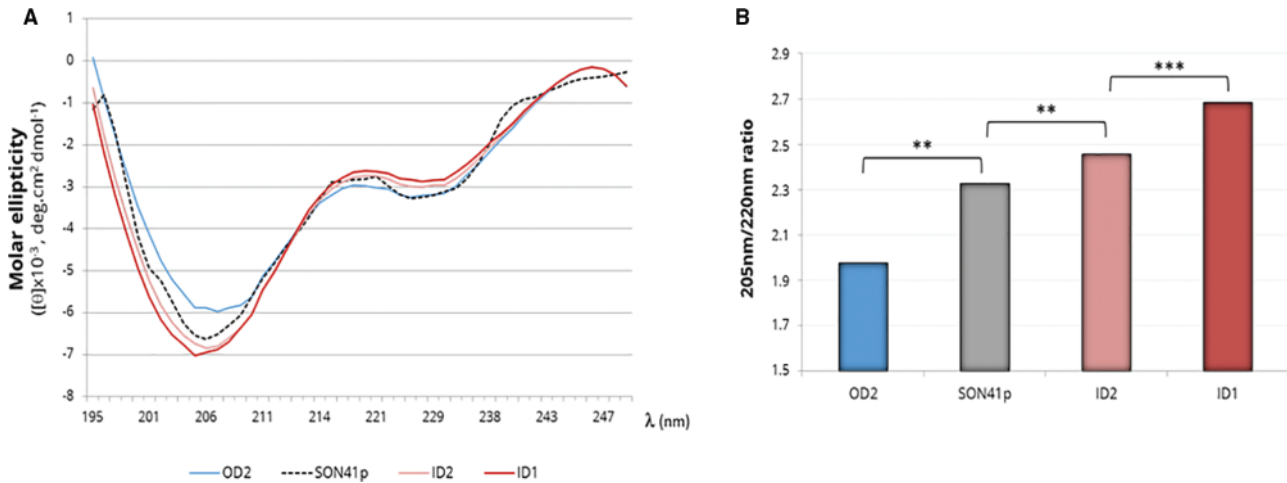 A
Molar ellipticity
([θ]x10⁻³, deg.cm² dmol⁻¹)
1
0
-1
-2
-3
-4
-5
-6
-7
-8
195 201 206 211 214 221 229 238 243 247 λ (nm)
OD2 SON41p ID2 ID1
B
205nm/220nm ratio
2.9
2.7
2.5
2.3
2.1
1.9
1.7
1.5
** ** ***
OD2 SON41p ID2 ID1